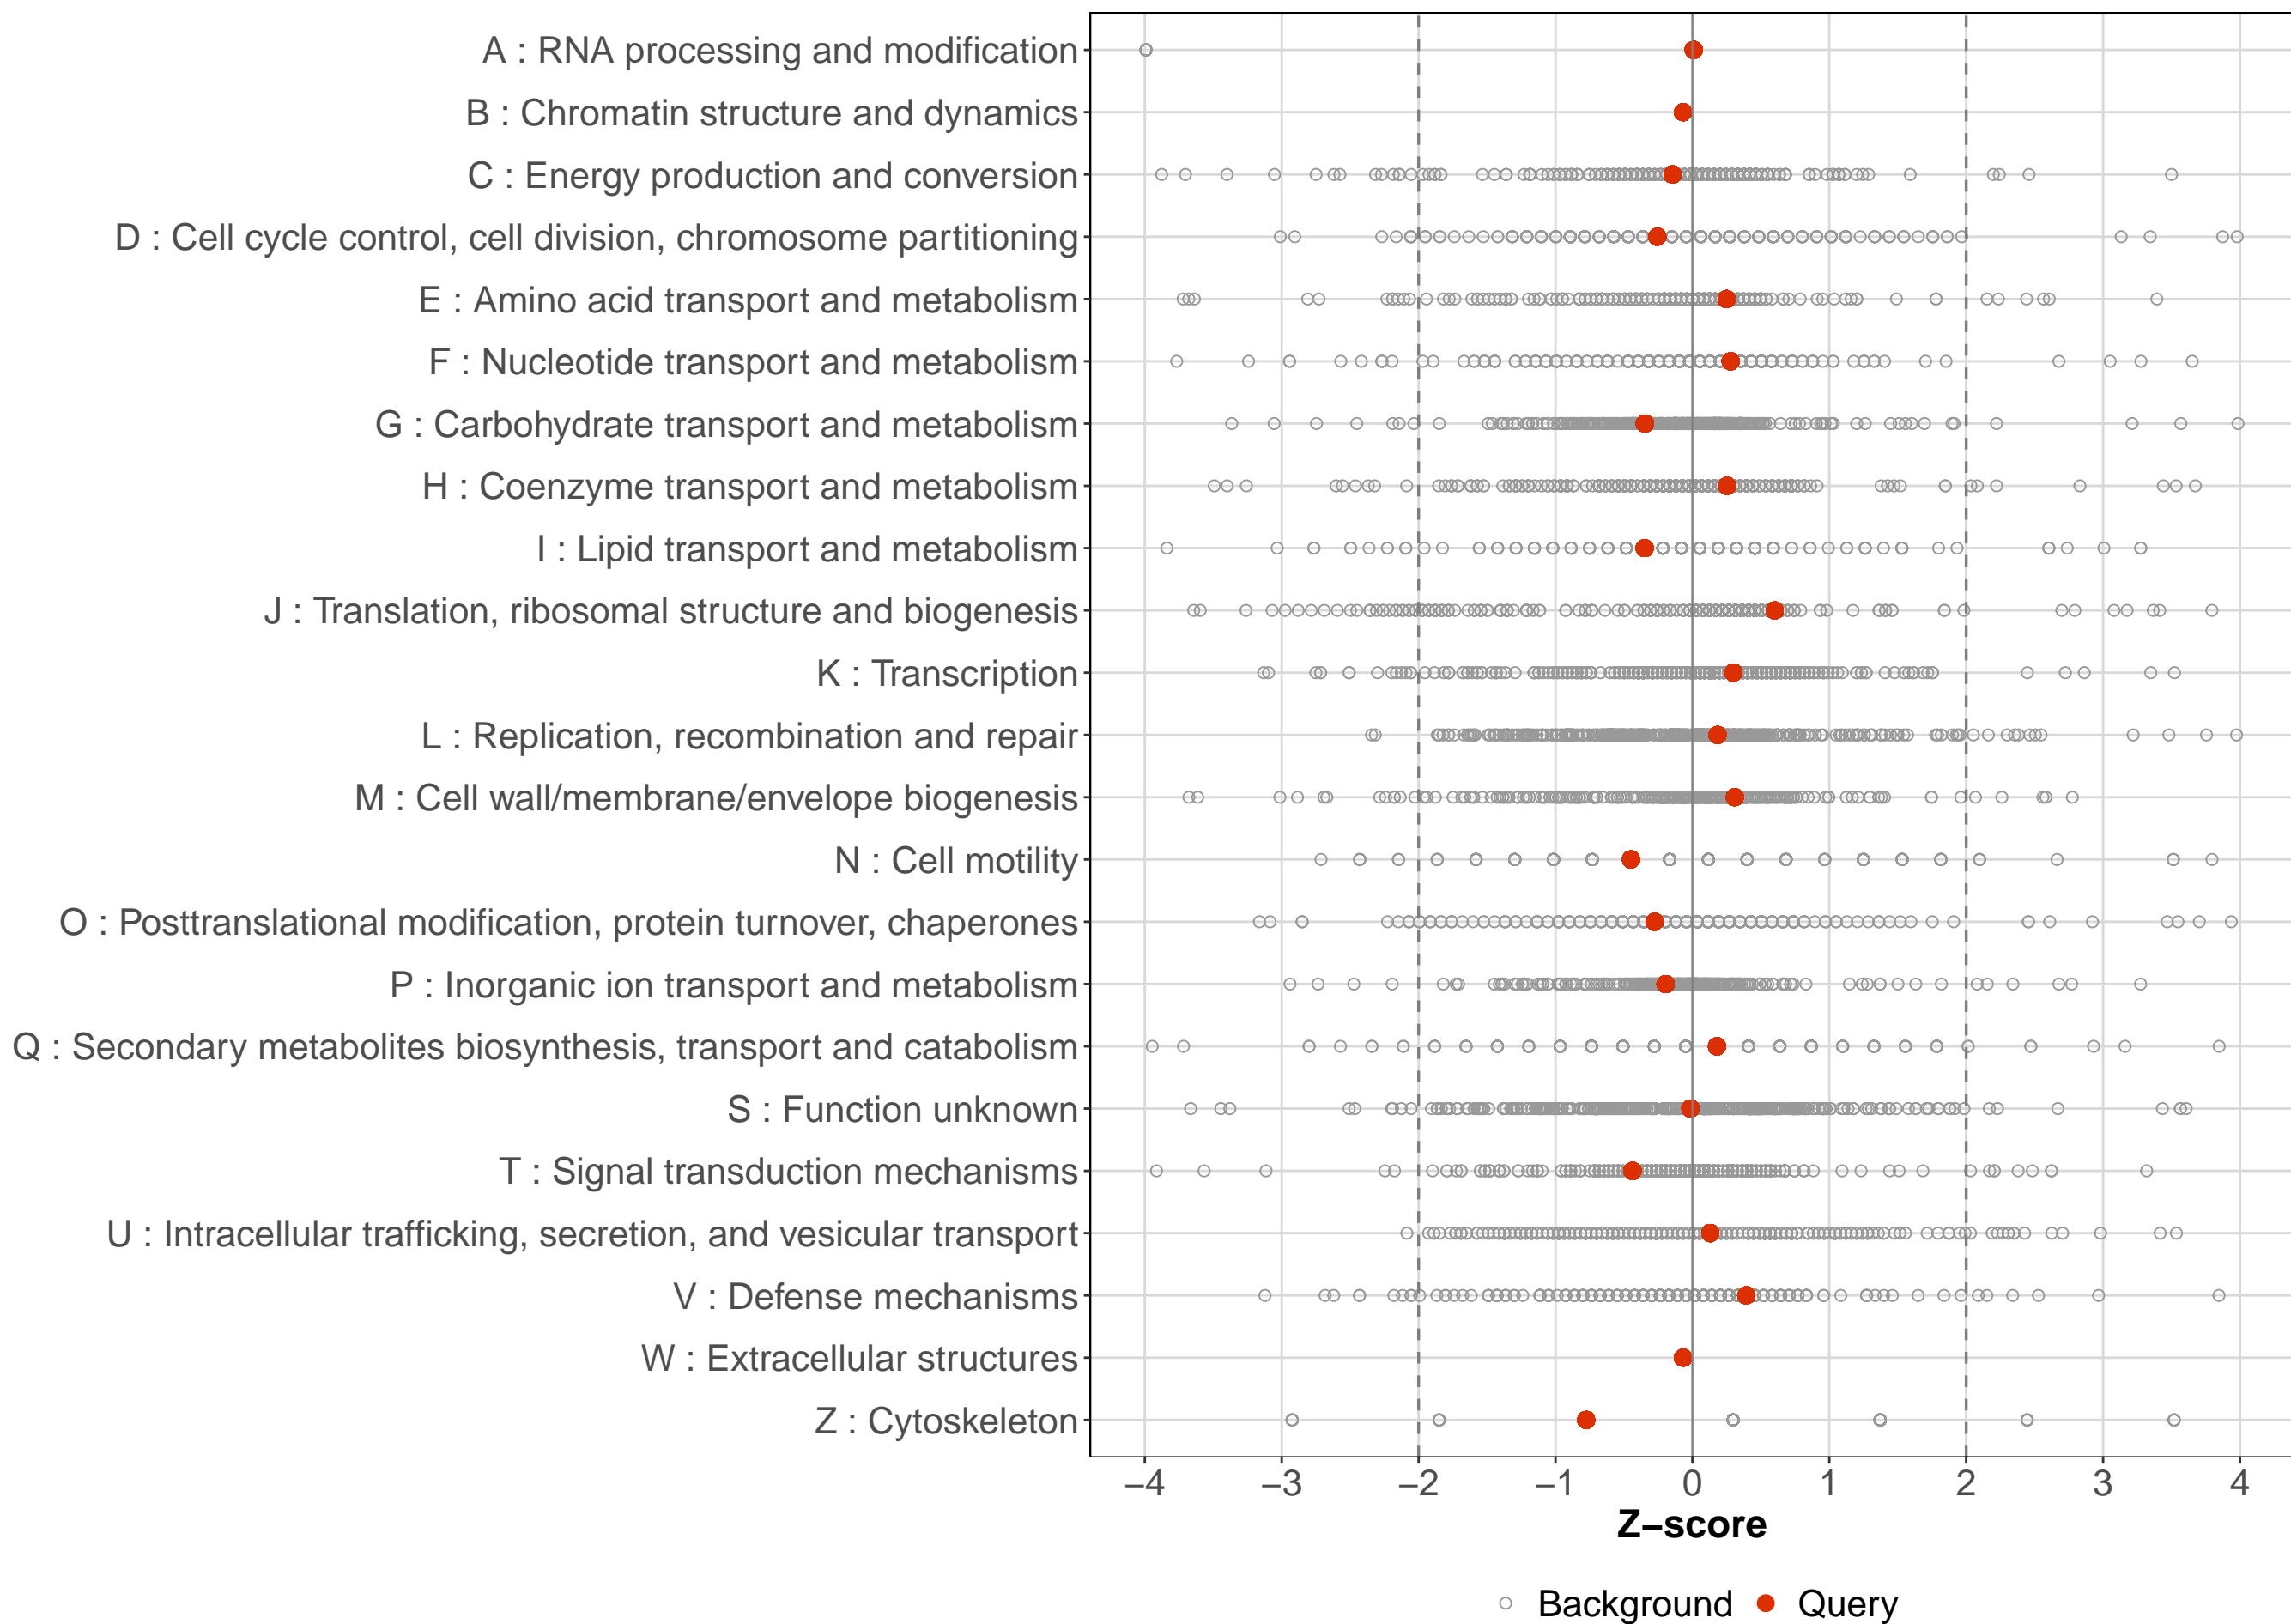 A : RNA processing and modification
B : Chromatin structure and dynamics
C : Energy production and conversion
D : Cell cycle control, cell division, chromosome partitioning
E : Amino acid transport and metabolism
F : Nucleotide transport and metabolism
G : Carbohydrate transport and metabolism
H : Coenzyme transport and metabolism
I : Lipid transport and metabolism
J : Translation, ribosomal structure and biogenesis
K : Transcription
L : Replication, recombination and repair
M : Cell wall/membrane/envelope biogenesis
N : Cell motility
O : Posttranslational modification, protein turnover, chaperones
P : Inorganic ion transport and metabolism
Q : Secondary metabolites biosynthesis, transport and catabolism
S : Function unknown
T : Signal transduction mechanisms
U : Intracellular trafficking, secretion, and vesicular transport
V : Defense mechanisms
W : Extracellular structures
Z : Cytoskeleton
−4 −3 −2 −1 0 1 2 3 4
Z−score
Background Query